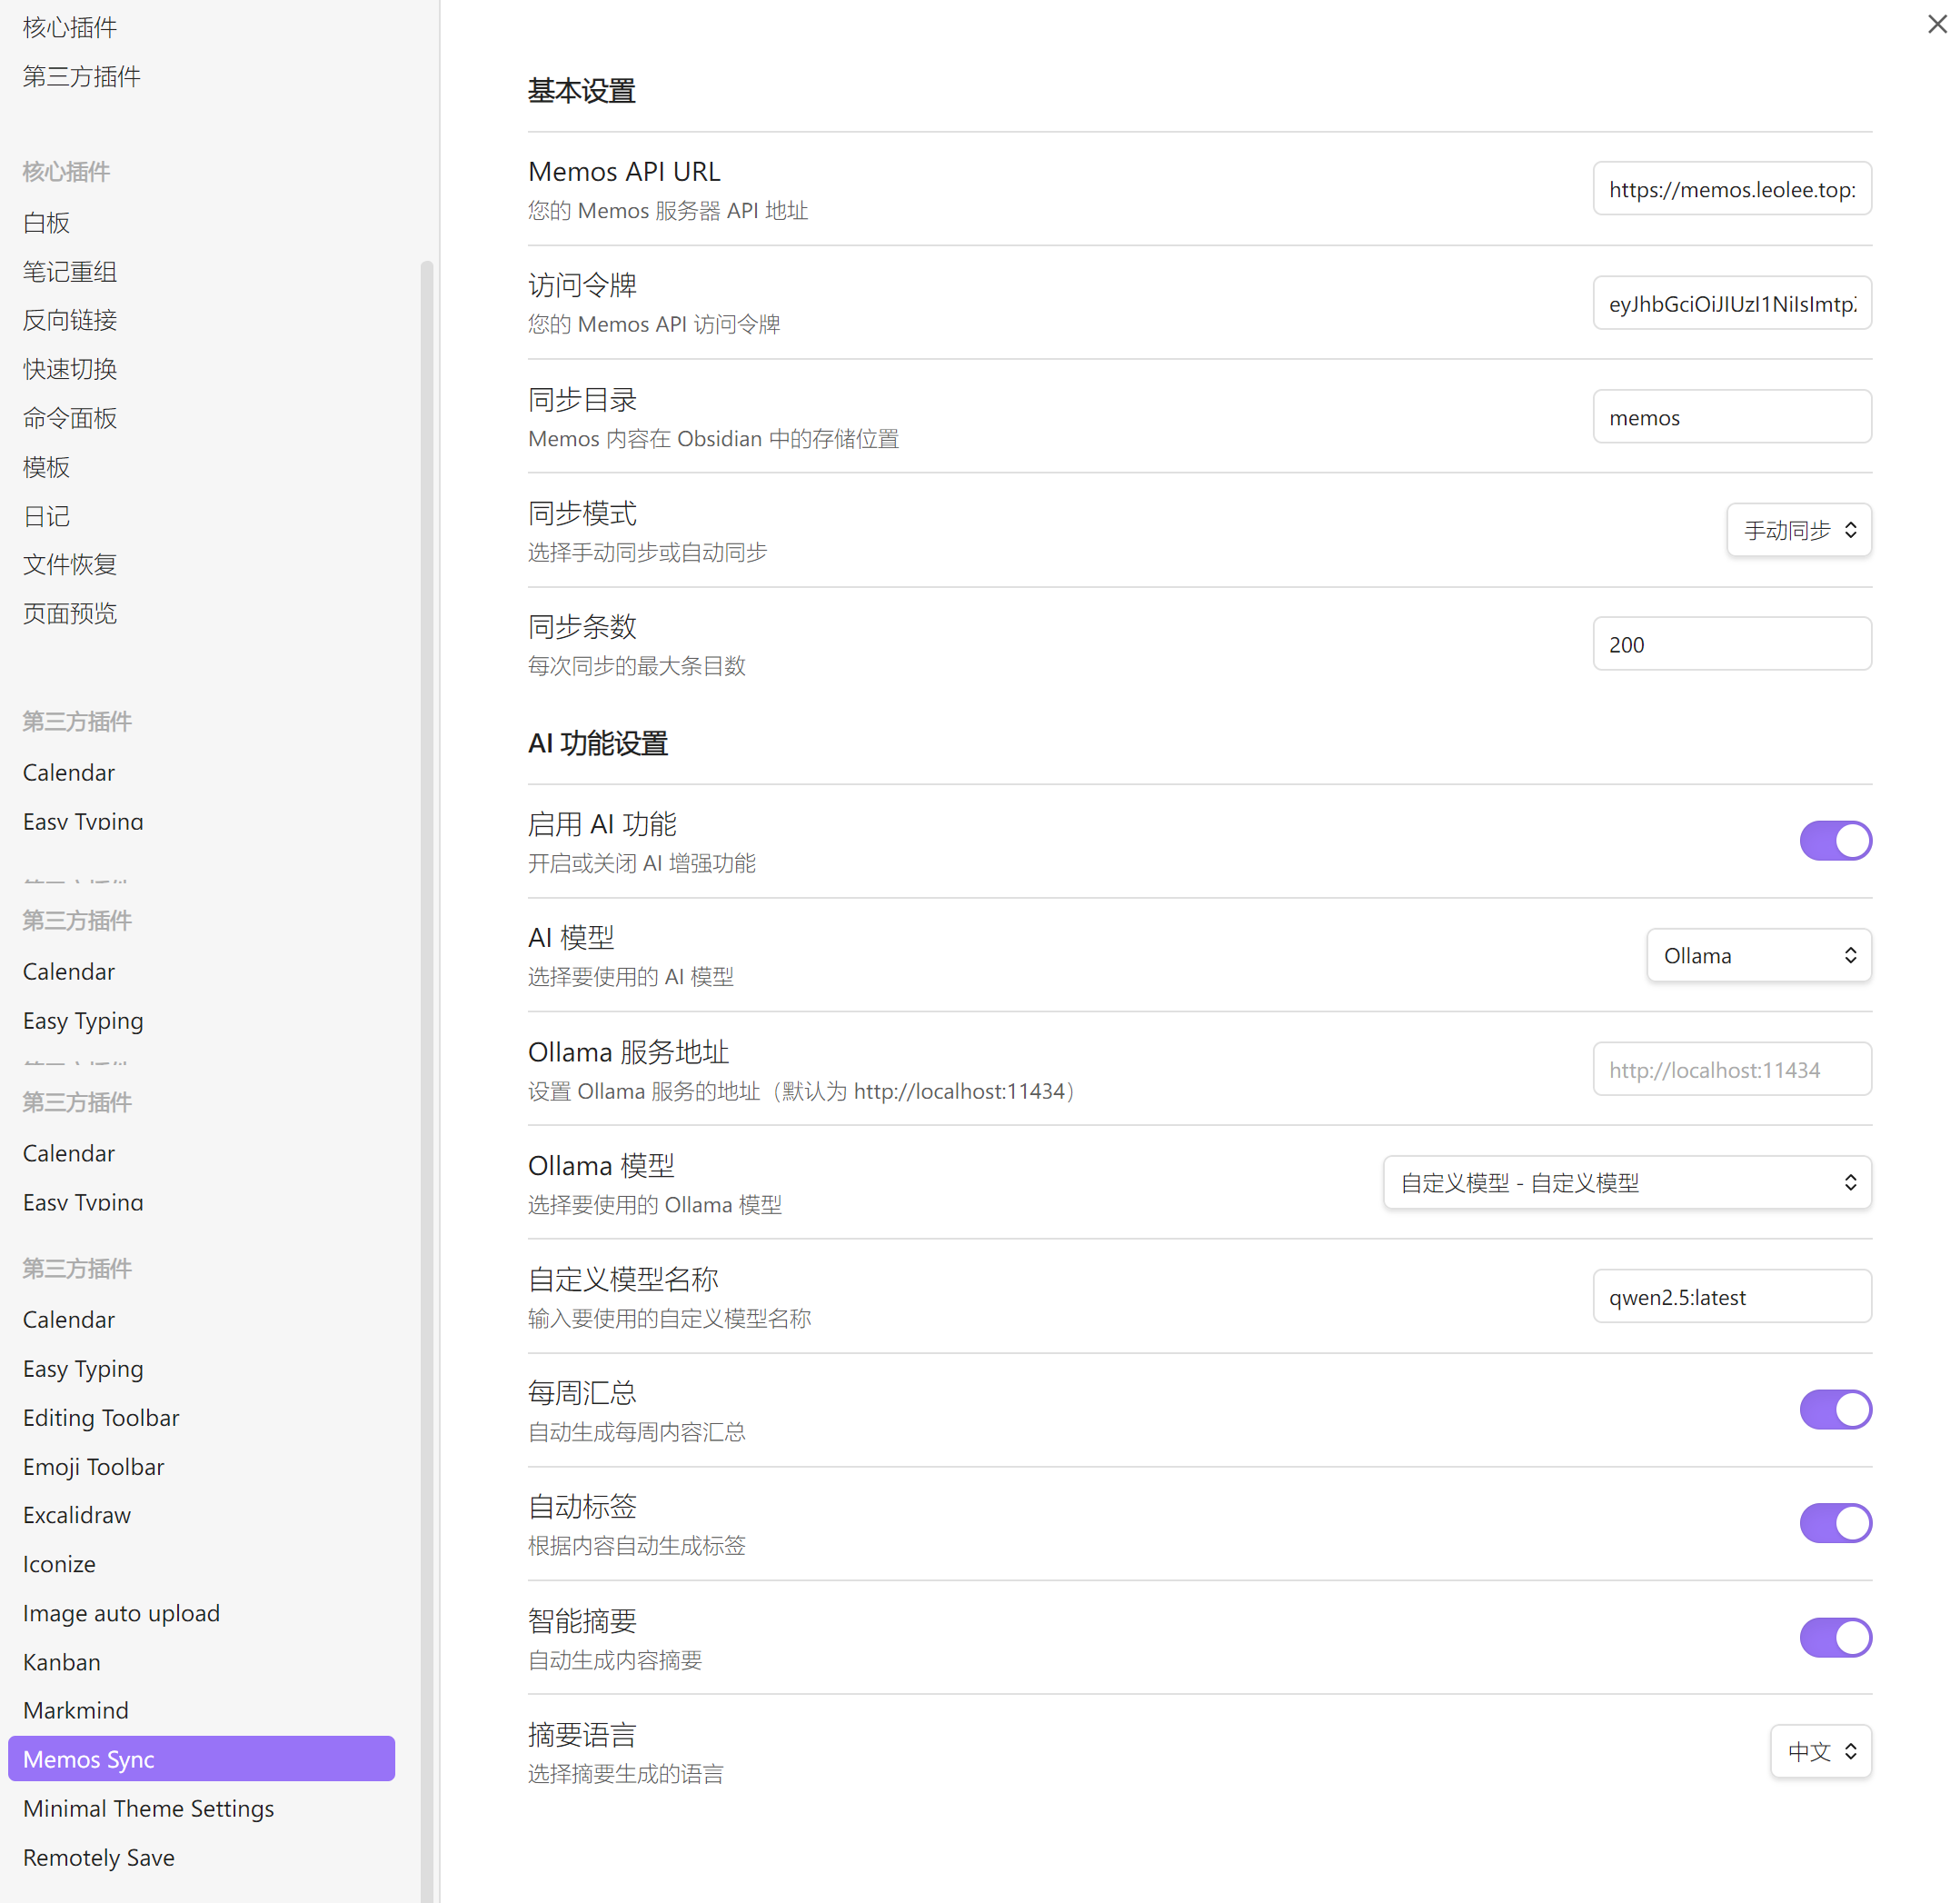 核心插件
第三方插件
核心插件
白板
笔记重组
反向链接
快速切换
命令面板
模板
日记
文件恢复
页面预览
第三方插件
Calendar
Easy Typing
第三方插件
第三方插件
Calendar
Easy Typing
第三方插件
第三方插件
Calendar
Easy Typing
第三方插件
Calendar
Easy Typing
Editing Toolbar
Emoji Toolbar
Excalidraw
Iconize
Image auto upload
Kanban
Markmind
Memos Sync
Minimal Theme Settings
Remotely Save
基本设置
Memos API URL
您的 Memos 服务器 API 地址
https://memos.leolee.top:
访问令牌
您的 Memos API 访问令牌
eyJhbGciOiJIUzI1NiIsImtp
同步目录
Memos 内容在 Obsidian 中的存储位置
memos
同步模式
选择手动同步或自动同步
手动同步
同步条数
每次同步的最大条目数
200
AI 功能设置
启用 AI 功能
开启或关闭 AI 增强功能
AI 模型
选择要使用的 AI 模型
Ollama
Ollama 服务地址
设置 Ollama 服务的地址（默认为 http://localhost:11434）
http://localhost:11434
Ollama 模型
选择要使用的 Ollama 模型
自定义模型 - 自定义模型
自定义模型名称
输入要使用的自定义模型名称
qwen2.5:latest
每周汇总
自动生成每周内容汇总
自动标签
根据内容自动生成标签
智能摘要
自动生成内容摘要
摘要语言
选择摘要生成的语言
中文